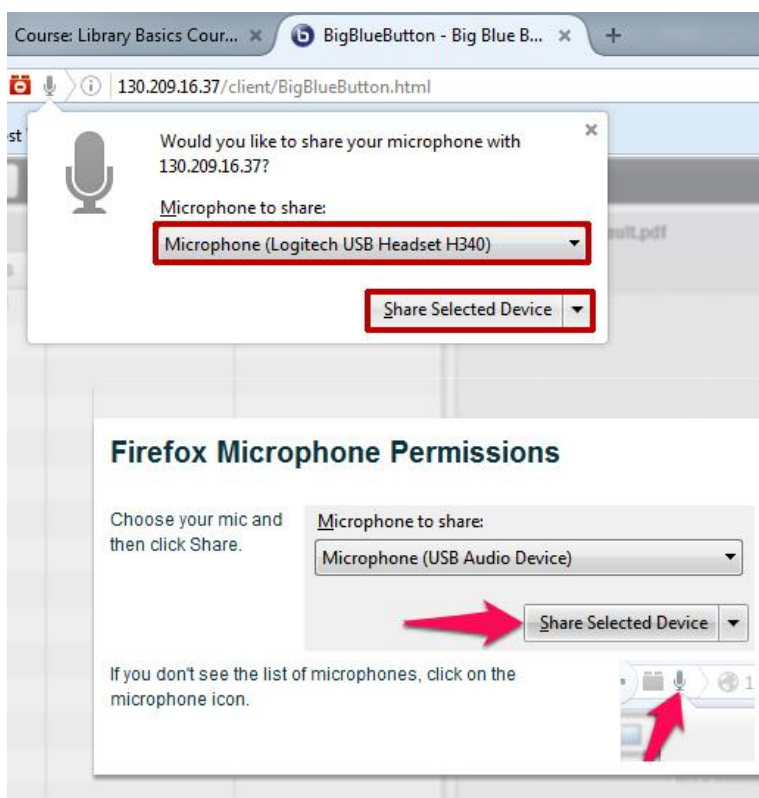 Course: Library Basics Cour...
BigBlueButton - Big Blue B...
130.209.16.37/client/BigBlueButton.html
st
Would you like to share your microphone with
130.209.16.37?
Microphone to share:
Microphone (Logitech USB Headset H340)
ault.pdf
Share Selected Device
Firefox Microphone Permissions
Choose your mic and
then click Share.
Microphone to share:
Microphone (USB Audio Device)
Share Selected Device
If you don't see the list of microphones, click on the
microphone icon.
1